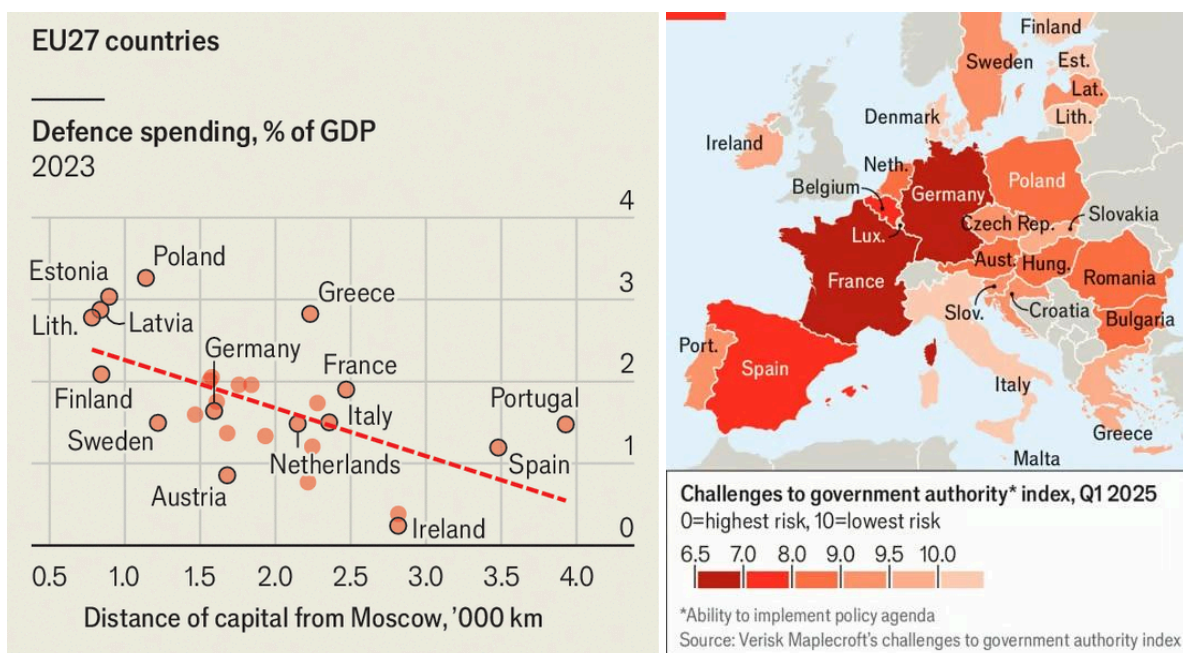 EU27 countries
Defence spending, % of GDP
2023
4
3
2
1
0
Estonia
Poland
Lith.
Latvia
Greece
Germany
France
Finland
Portugal
Italy
Sweden
Netherlands
Spain
Austria
Ireland
0.5 1.0 1.5 2.0 2.5 3.0 3.5 4.0
Distance of capital from Moscow, ’000 km
Finland
Sweden
Est.
Lat.
Denmark
Lith.
Ireland
Neth.
Belgium
Germany
Poland
Slovakia
Czech Rep.
Lux.
Aust.
Hung.
Romania
France
Slov.
Croatia
Bulgaria
Port.
Spain
Italy
Greece
Malta
Challenges to government authority* index, Q1 2025
0=highest risk, 10=lowest risk
6.5 7.0 8.0 9.0 9.5 10.0
*Ability to implement policy agenda
Source: Verisk Maplecroft’s challenges to government authority index